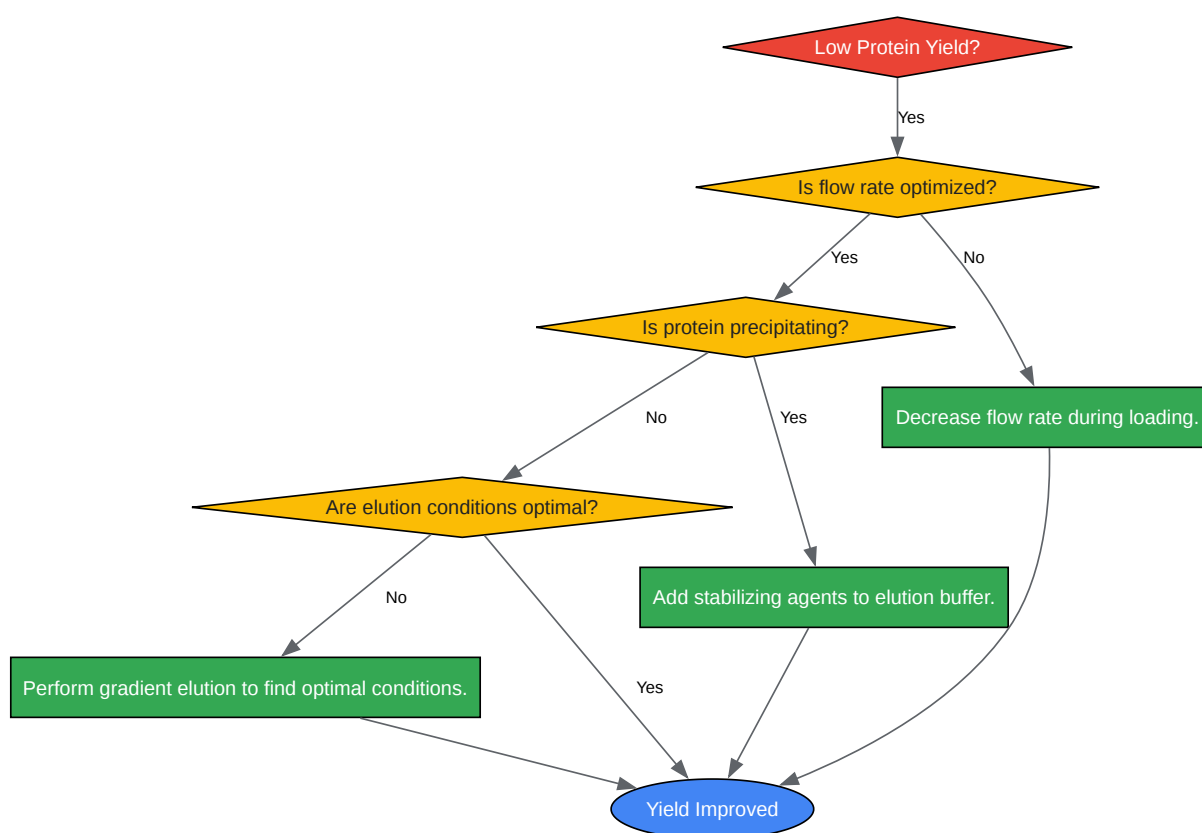 Low Protein Yield?
Yes
Is flow rate optimized?
Yes
No
Is protein precipitating?
Decrease flow rate during loading.
No
Yes
Are elution conditions optimal?
Add stabilizing agents to elution buffer.
No
Yes
Perform gradient elution to find optimal conditions.
Yield Improved